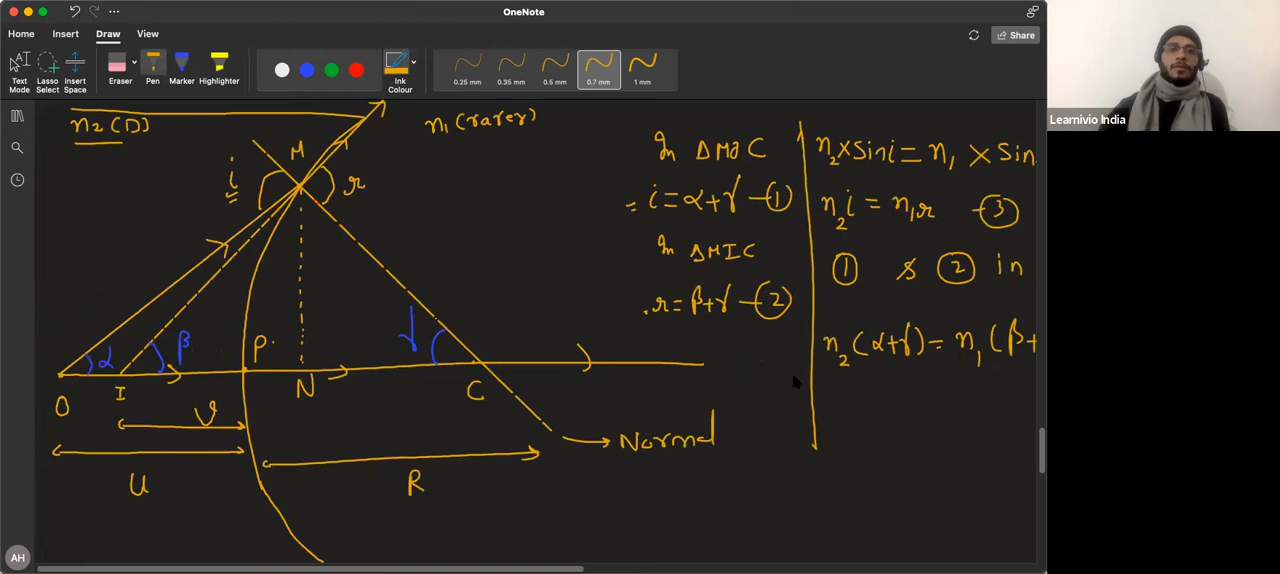 OneNote
Home Insert Draw View
Share
Text Mode
Lasso Select
Insert Space
Eraser
Pen
Marker
Highlighter
Ink Colour
0.25 mm
0.35 mm
0.5 mm
0.7 mm
1 mm
Learnivio India
n₂(D)
n₁(rarer)
M
i
r
α
β
γ
O
I
P
N
C
v
u
R
Normal
In ΔMOC
= i = α+γ —①
In ΔMIC
.r = β+γ —②
n₂×Sin i = n₁ × Sin
n₂i = n₁r —③
① & ② in
n₂(α+γ) = n₁(β+
AH